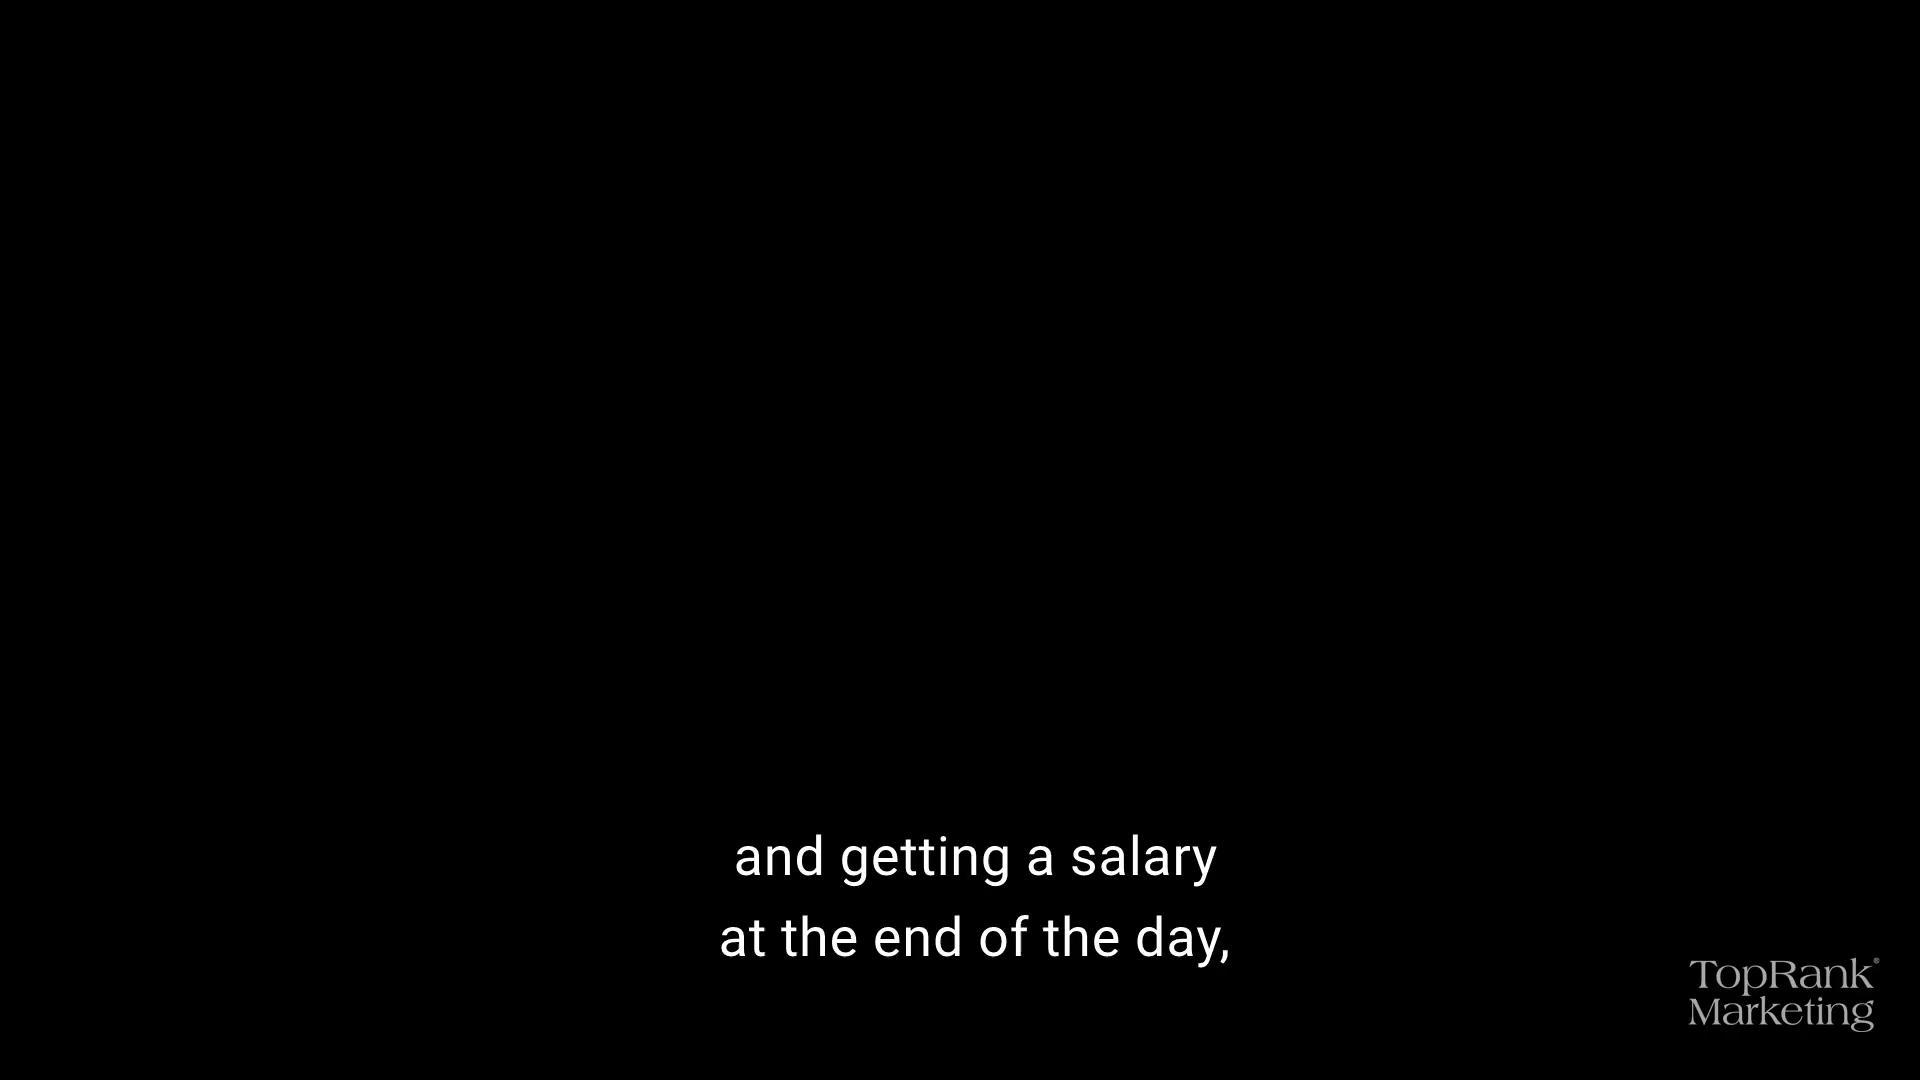 and getting a salary
at the end of the day,
TopRank®
Marketing